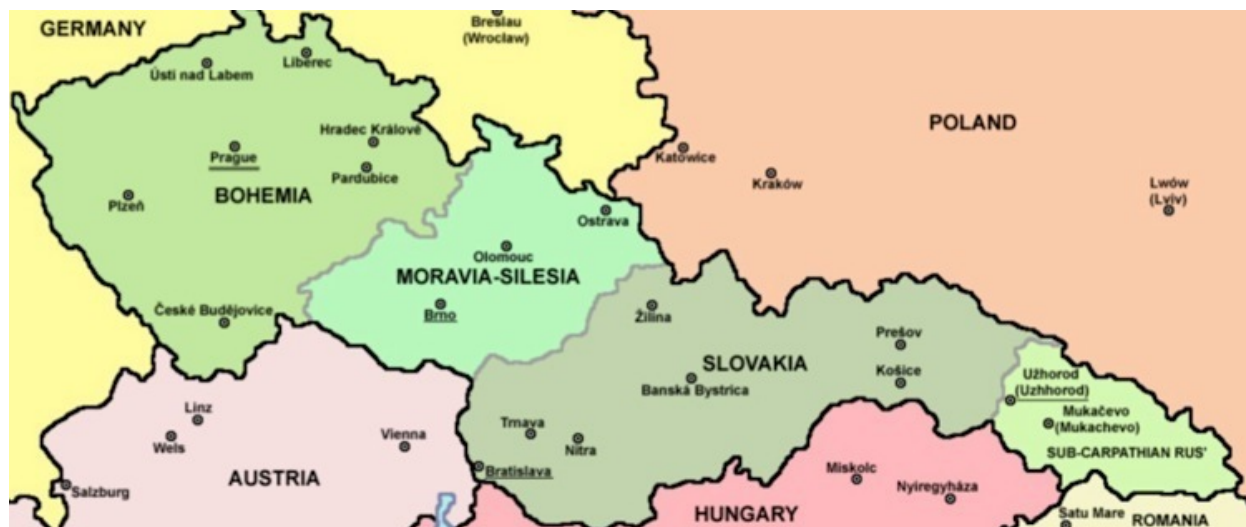 GERMANY
Breslau
(Wrocław)
Ústí nad Labem
Liberec
POLAND
Hradec Králové
Prague
Pardubice
Katowice
Kraków
BOHEMIA
Plzeň
Lwów
(Lviv)
Ostrava
Olomouc
MORAVIA-SILESIA
České Budějovice
Brno
Žilina
Prešov
SLOVAKIA
Košice
Banská Bystrica
Užhorod
(Uzhhorod)
Mukačevo
(Mukachevo)
SUB-CARPATHIAN RUS'
Linz
Wels
Vienna
Trnava
Nitra
Bratislava
AUSTRIA
Salzburg
Miskolc
Nyiregyháza
HUNGARY
Satu Mare
ROMANIA